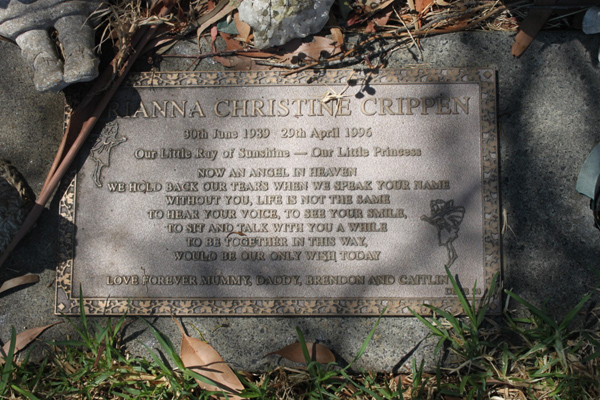 RIANNA CHRISTINE CRIPPEN
30th June 1989 - 29th April 1996
Our Little Ray of Sunshine — Our Little Princess
NOW AN ANGEL IN HEAVEN
WE HOLD BACK OUR TEARS WHEN WE SPEAK YOUR NAME
WITHOUT YOU, LIFE IS NOT THE SAME
TO HEAR YOUR VOICE, TO SEE YOUR SMILE,
TO SIT AND TALK WITH YOU A WHILE
TO BE TOGETHER IN THIS WAY,
WOULD BE OUR ONLY WISH TODAY
LOVE FOREVER MUMMY, DADDY, BRENDON AND CAITLIN